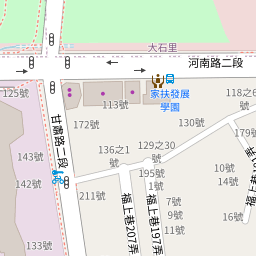 大石里
河南路二段
家扶發展
學園
125號
118之6
113號
甘肅路二段
172號
130號
136之1
號
129之30
號
143號
142號
195號
1號
10號
福上巷
211號
7號
9號
11號
16號
福上巷207弄
福上巷197弄
133號